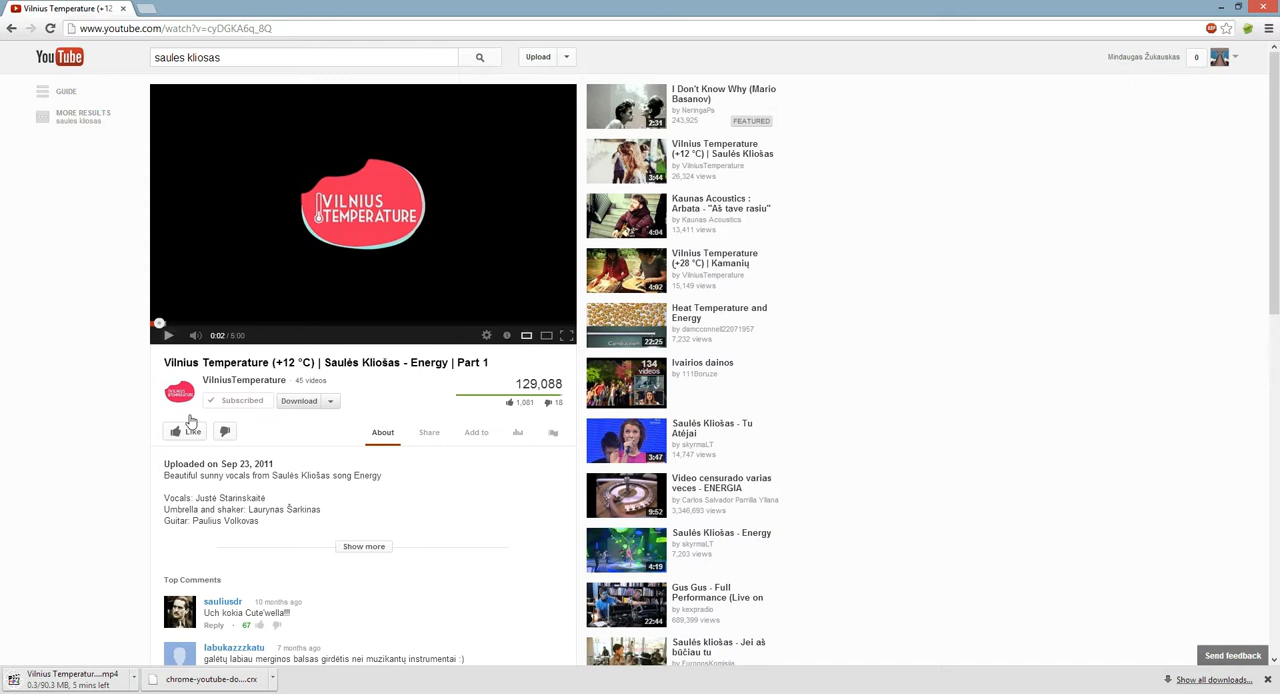 Vilnius Temperature (+12
www.youtube.com/watch?v=cyDGKA6q_8Q
YouTube
saules kliosas
Upload
Mindaugas Žukauskas
0
GUIDE
MORE RESULTS
saules kliosas
VILNIUS
TEMPERATURE
0:02 / 5:00
Vilnius Temperature (+12 °C) | Saulės Kliošas - Energy | Part 1
VilniusTemperature · 45 videos
Subscribed
Download
129,088
1,081
18
Like
About
Share
Add to
Uploaded on Sep 23, 2011
Beautiful sunny vocals from Saulės Kliošas song Energy
Vocals: Justė Starinskaitė
Umbrella and shaker: Laurynas Šarkinas
Guitar: Paulius Volkovas
Show more
Top Comments
sauliusdr 10 months ago
Uch kokia Cute'wella!!!
Reply · 67
labukazzzkatu 7 months ago
galėtų labiau merginos balsas girdėtis nei muzikantų instrumentai :)
2:31
I Don't Know Why (Mario
Basanov)
by NeringaPs
243,925
FEATURED
3:44
Vilnius Temperature
(+12 °C) | Saulės Kliošas
by VilniusTemperature
26,324 views
4:04
Kaunas Acoustics :
Arbata - "Aš tave rasiu"
by Kaunas Acoustics
13,411 views
4:02
Vilnius Temperature
(+28 °C) | Kamanių
by VilniusTemperature
15,149 views
22:25
Heat Temperature and
Energy
by damcconnell22071957
7,232 views
134
videos
Ivairios dainos
by 111Boruze
3:47
Saulės Kliošas - Tu
Atėjai
by skyrmaLT
14,747 views
9:52
Video censurado varias
veces - ENERGIA
by Carlos Salvador Parrilla Yllana
3,346,693 views
4:19
Saulės Kliošas - Energy
by skyrmaLT
7,203 views
22:44
Gus Gus - Full
Performance (Live on
by kexpradio
689,399 views
Saulės kliošas - Jei aš
būčiau tu
by EuroposKomisija
Send feedback
Vilnius Temperatur....mp4
0.3/90.3 MB, 5 mins left
chrome-youtube-do....crx
Show all downloads...